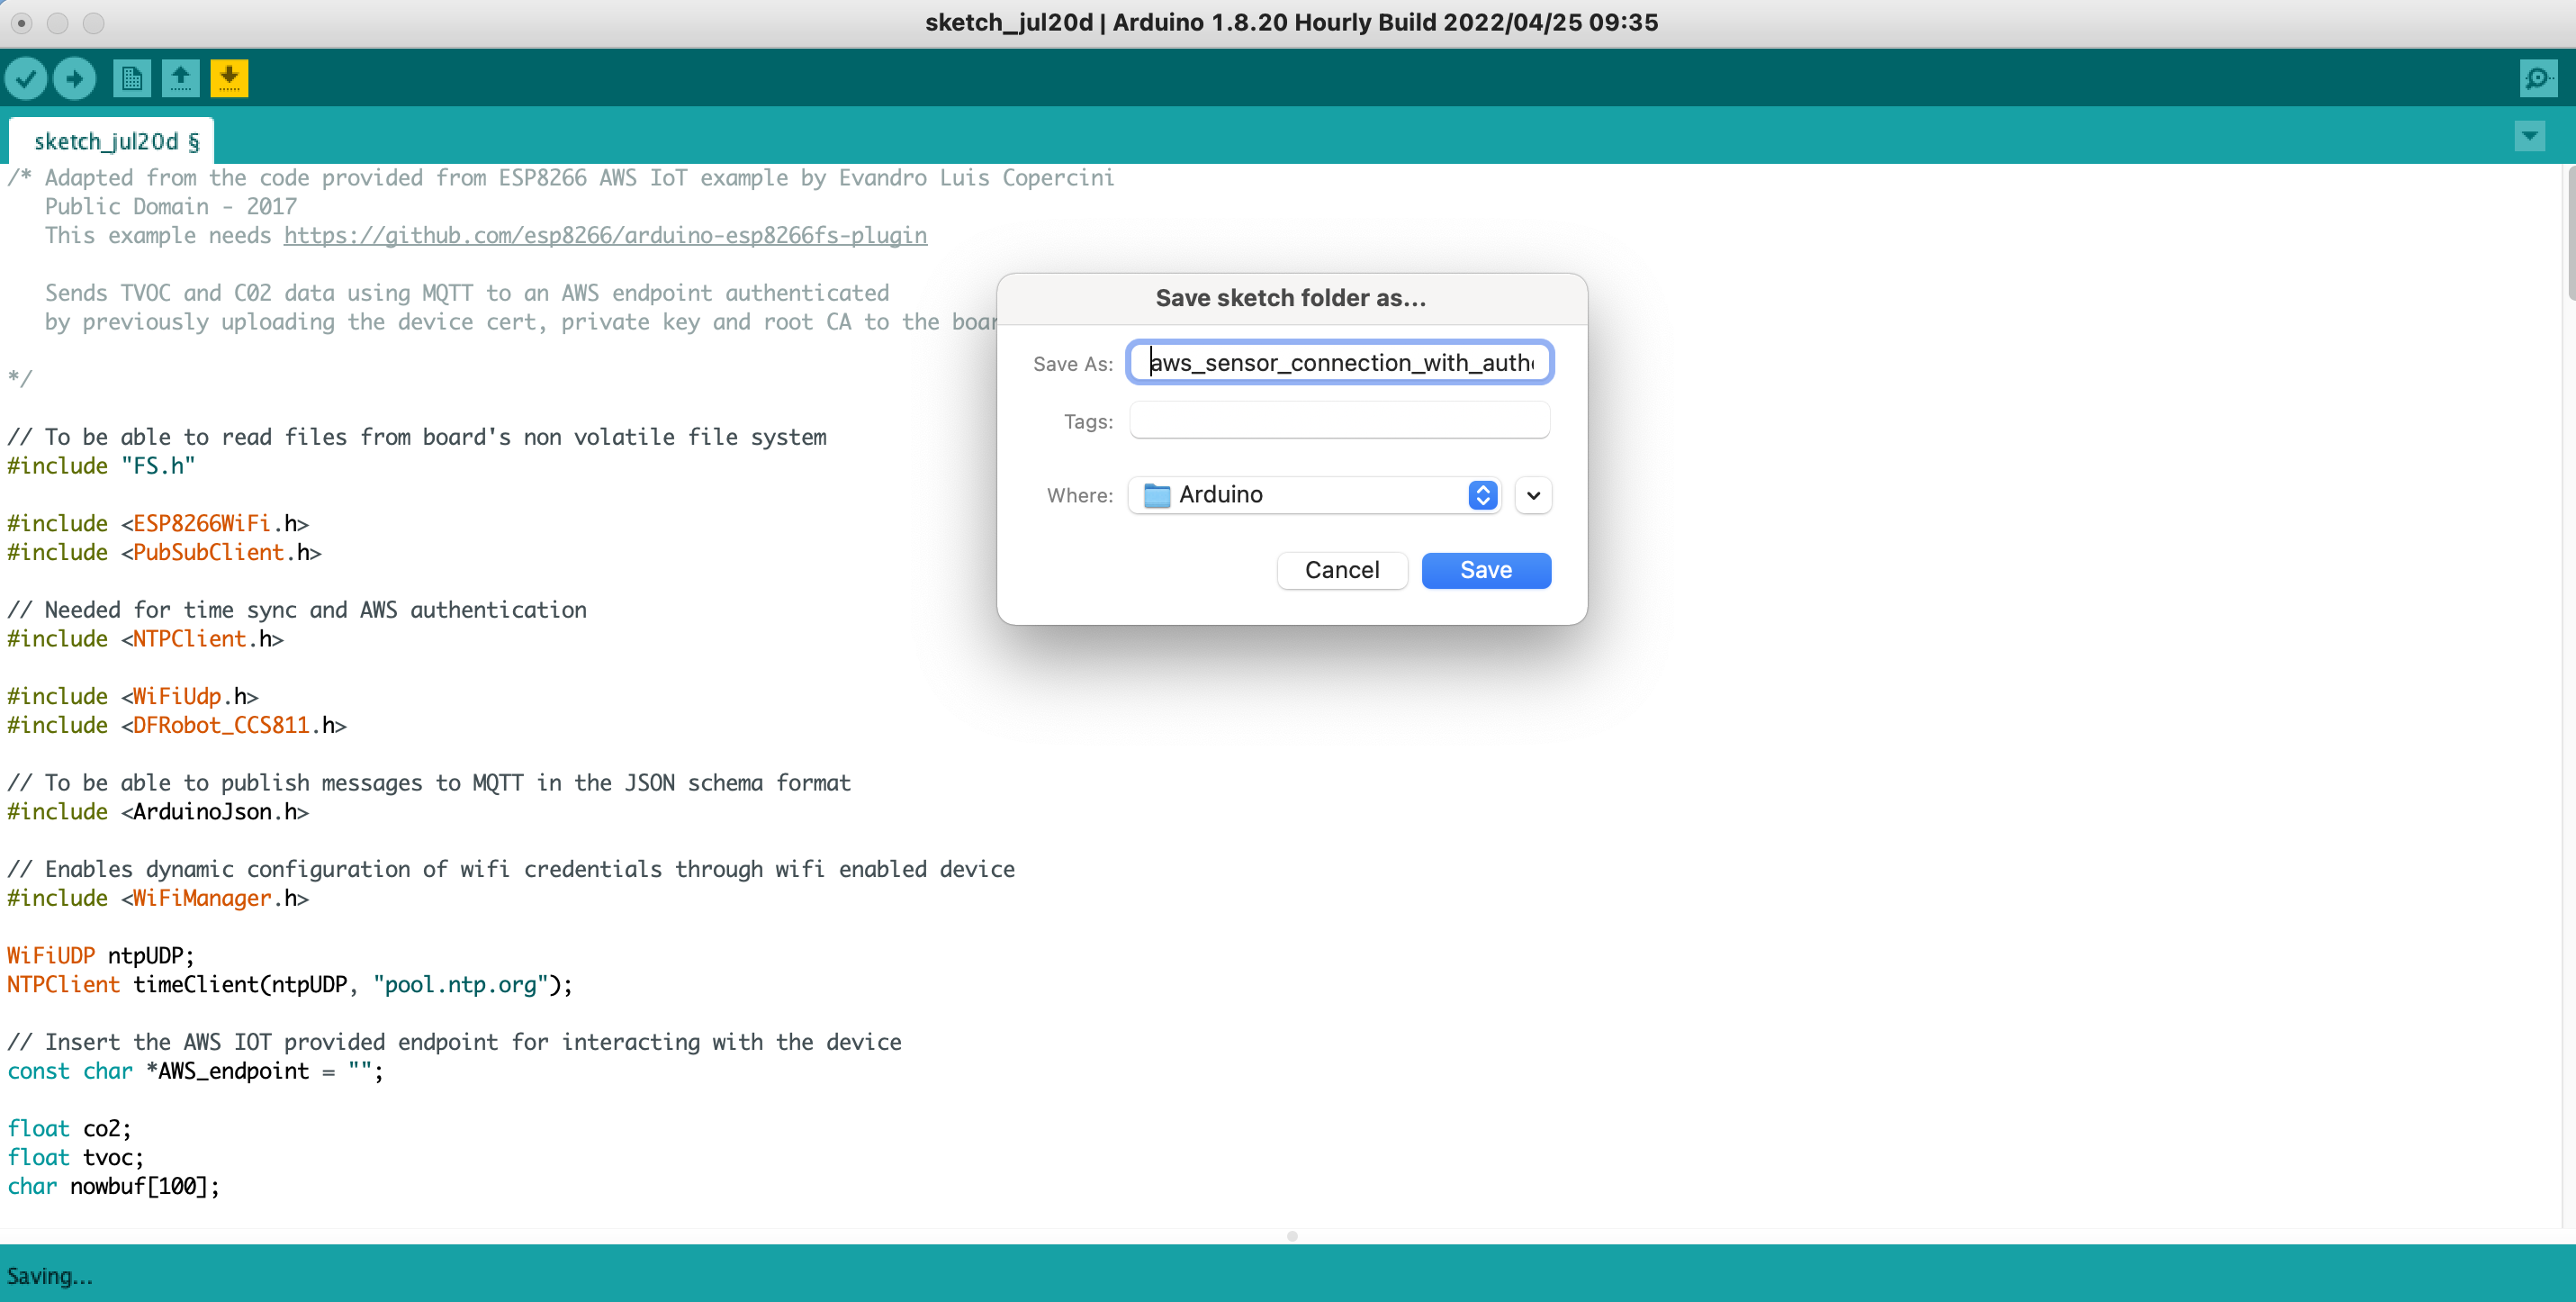 sketch_jul20d | Arduino 1.8.20 Hourly Build 2022/04/25 09:35
sketch_jul20d §
/* Adapted from the code provided from ESP8266 AWS IoT example by Evandro Luis Copercini
Public Domain - 2017
This example needs https://github.com/esp8266/arduino-esp8266fs-plugin
Sends TVOC and C02 data using MQTT to an AWS endpoint authenticated
by previously uploading the device cert, private key and root CA to the boar
*/
// To be able to read files from board's non volatile file system
#include "FS.h"
#include <ESP8266WiFi.h>
#include <PubSubClient.h>
// Needed for time sync and AWS authentication
#include <NTPClient.h>
#include <WiFiUdp.h>
#include <DFRobot_CCS811.h>
// To be able to publish messages to MQTT in the JSON schema format
#include <ArduinoJson.h>
// Enables dynamic configuration of wifi credentials through wifi enabled device
#include <WiFiManager.h>
WiFiUDP ntpUDP;
NTPClient timeClient(ntpUDP, "pool.ntp.org");
// Insert the AWS IOT provided endpoint for interacting with the device
const char *AWS_endpoint = "";
float co2;
float tvoc;
char nowbuf[100];
Save sketch folder as...
Save As: aws_sensor_connection_with_auth
Tags:
Where: Arduino
Cancel Save
Saving...